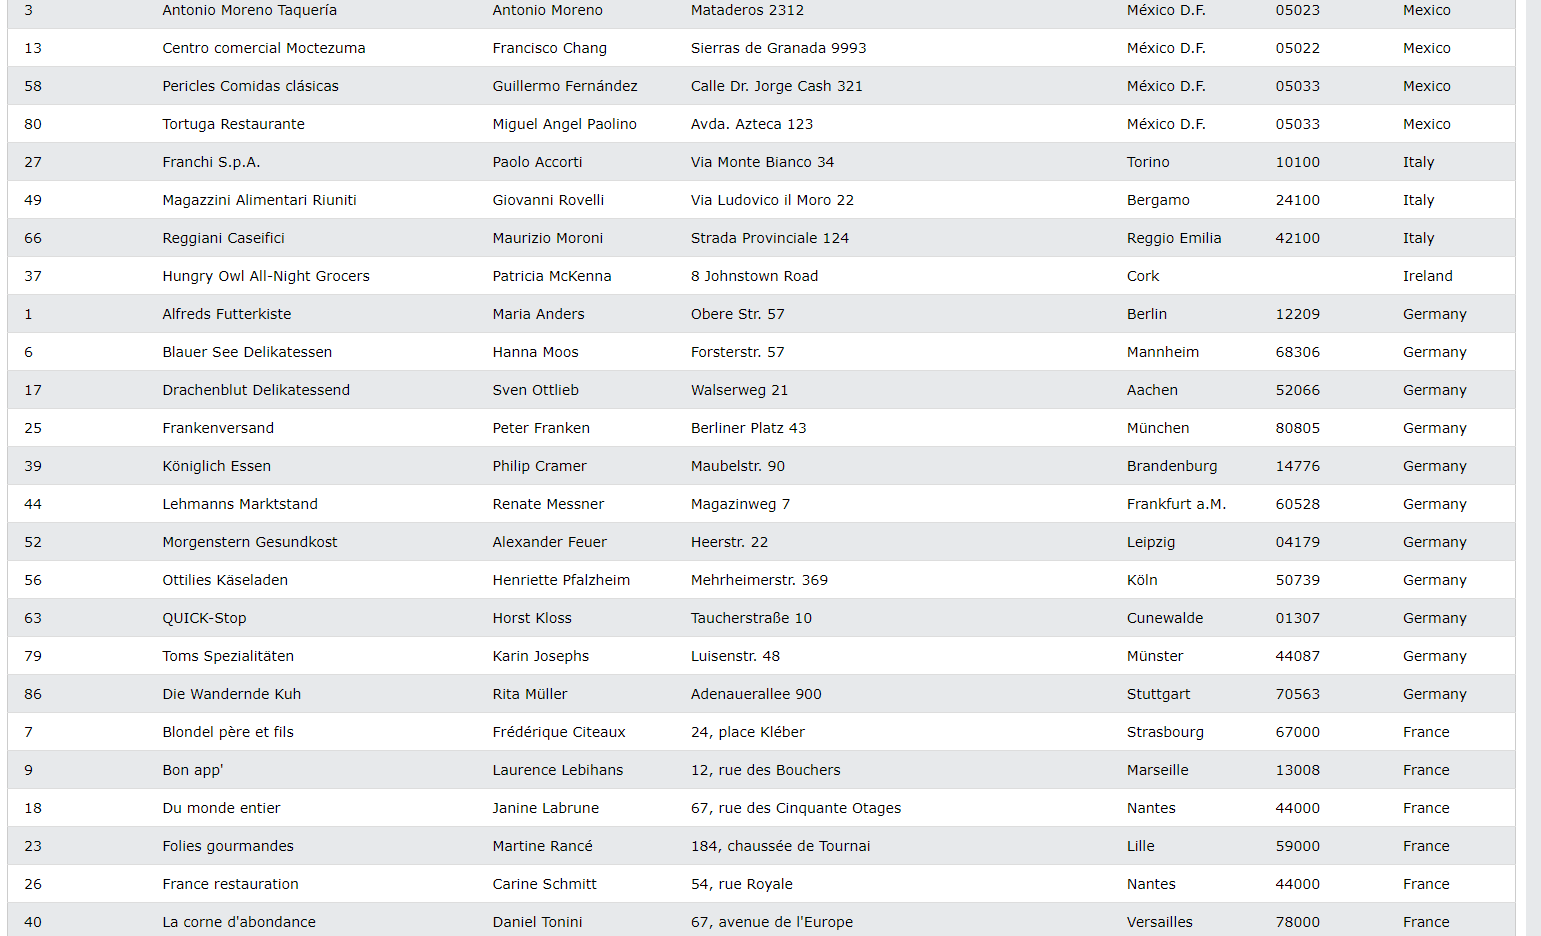 3 Antonio Moreno Taquería Antonio Moreno Mataderos 2312 México D.F. 05023 Mexico
13 Centro comercial Moctezuma Francisco Chang Sierras de Granada 9993 México D.F. 05022 Mexico
58 Pericles Comidas clásicas Guillermo Fernández Calle Dr. Jorge Cash 321 México D.F. 05033 Mexico
80 Tortuga Restaurante Miguel Angel Paolino Avda. Azteca 123 México D.F. 05033 Mexico
27 Franchi S.p.A. Paolo Accorti Via Monte Bianco 34 Torino 10100 Italy
49 Magazzini Alimentari Riuniti Giovanni Rovelli Via Ludovico il Moro 22 Bergamo 24100 Italy
66 Reggiani Caseifici Maurizio Moroni Strada Provinciale 124 Reggio Emilia 42100 Italy
37 Hungry Owl All-Night Grocers Patricia McKenna 8 Johnstown Road Cork Ireland
1 Alfreds Futterkiste Maria Anders Obere Str. 57 Berlin 12209 Germany
6 Blauer See Delikatessen Hanna Moos Forsterstr. 57 Mannheim 68306 Germany
17 Drachenblut Delikatessend Sven Ottlieb Walserweg 21 Aachen 52066 Germany
25 Frankenversand Peter Franken Berliner Platz 43 München 80805 Germany
39 Königlich Essen Philip Cramer Maubelstr. 90 Brandenburg 14776 Germany
44 Lehmanns Marktstand Renate Messner Magazinweg 7 Frankfurt a.M. 60528 Germany
52 Morgenstern Gesundkost Alexander Feuer Heerstr. 22 Leipzig 04179 Germany
56 Ottilies Käseladen Henriette Pfalzheim Mehrheimerstr. 369 Köln 50739 Germany
63 QUICK-Stop Horst Kloss Taucherstraße 10 Cunewalde 01307 Germany
79 Toms Spezialitäten Karin Josephs Luisenstr. 48 Münster 44087 Germany
86 Die Wandernde Kuh Rita Müller Adenauerallee 900 Stuttgart 70563 Germany
7 Blondel père et fils Frédérique Citeaux 24, place Kléber Strasbourg 67000 France
9 Bon app' Laurence Lebihans 12, rue des Bouchers Marseille 13008 France
18 Du monde entier Janine Labrune 67, rue des Cinquante Otages Nantes 44000 France
23 Folies gourmandes Martine Rancé 184, chaussée de Tournai Lille 59000 France
26 France restauration Carine Schmitt 54, rue Royale Nantes 44000 France
40 La corne d'abondance Daniel Tonini 67, avenue de l'Europe Versailles 78000 France